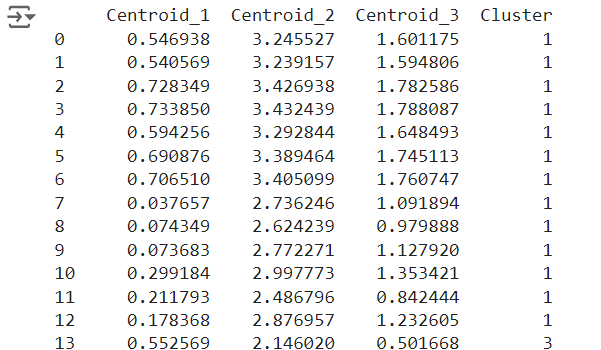 Centroid_1 Centroid_2 Centroid_3 Cluster
0 0.546938 3.245527 1.601175 1
1 0.540569 3.239157 1.594806 1
2 0.728349 3.426938 1.782586 1
3 0.733850 3.432439 1.788087 1
4 0.594256 3.292844 1.648493 1
5 0.690876 3.389464 1.745113 1
6 0.706510 3.405099 1.760747 1
7 0.037657 2.736246 1.091894 1
8 0.074349 2.624239 0.979888 1
9 0.073683 2.772271 1.127920 1
10 0.299184 2.997773 1.353421 1
11 0.211793 2.486796 0.842444 1
12 0.178368 2.876957 1.232605 1
13 0.552569 2.146020 0.501668 3